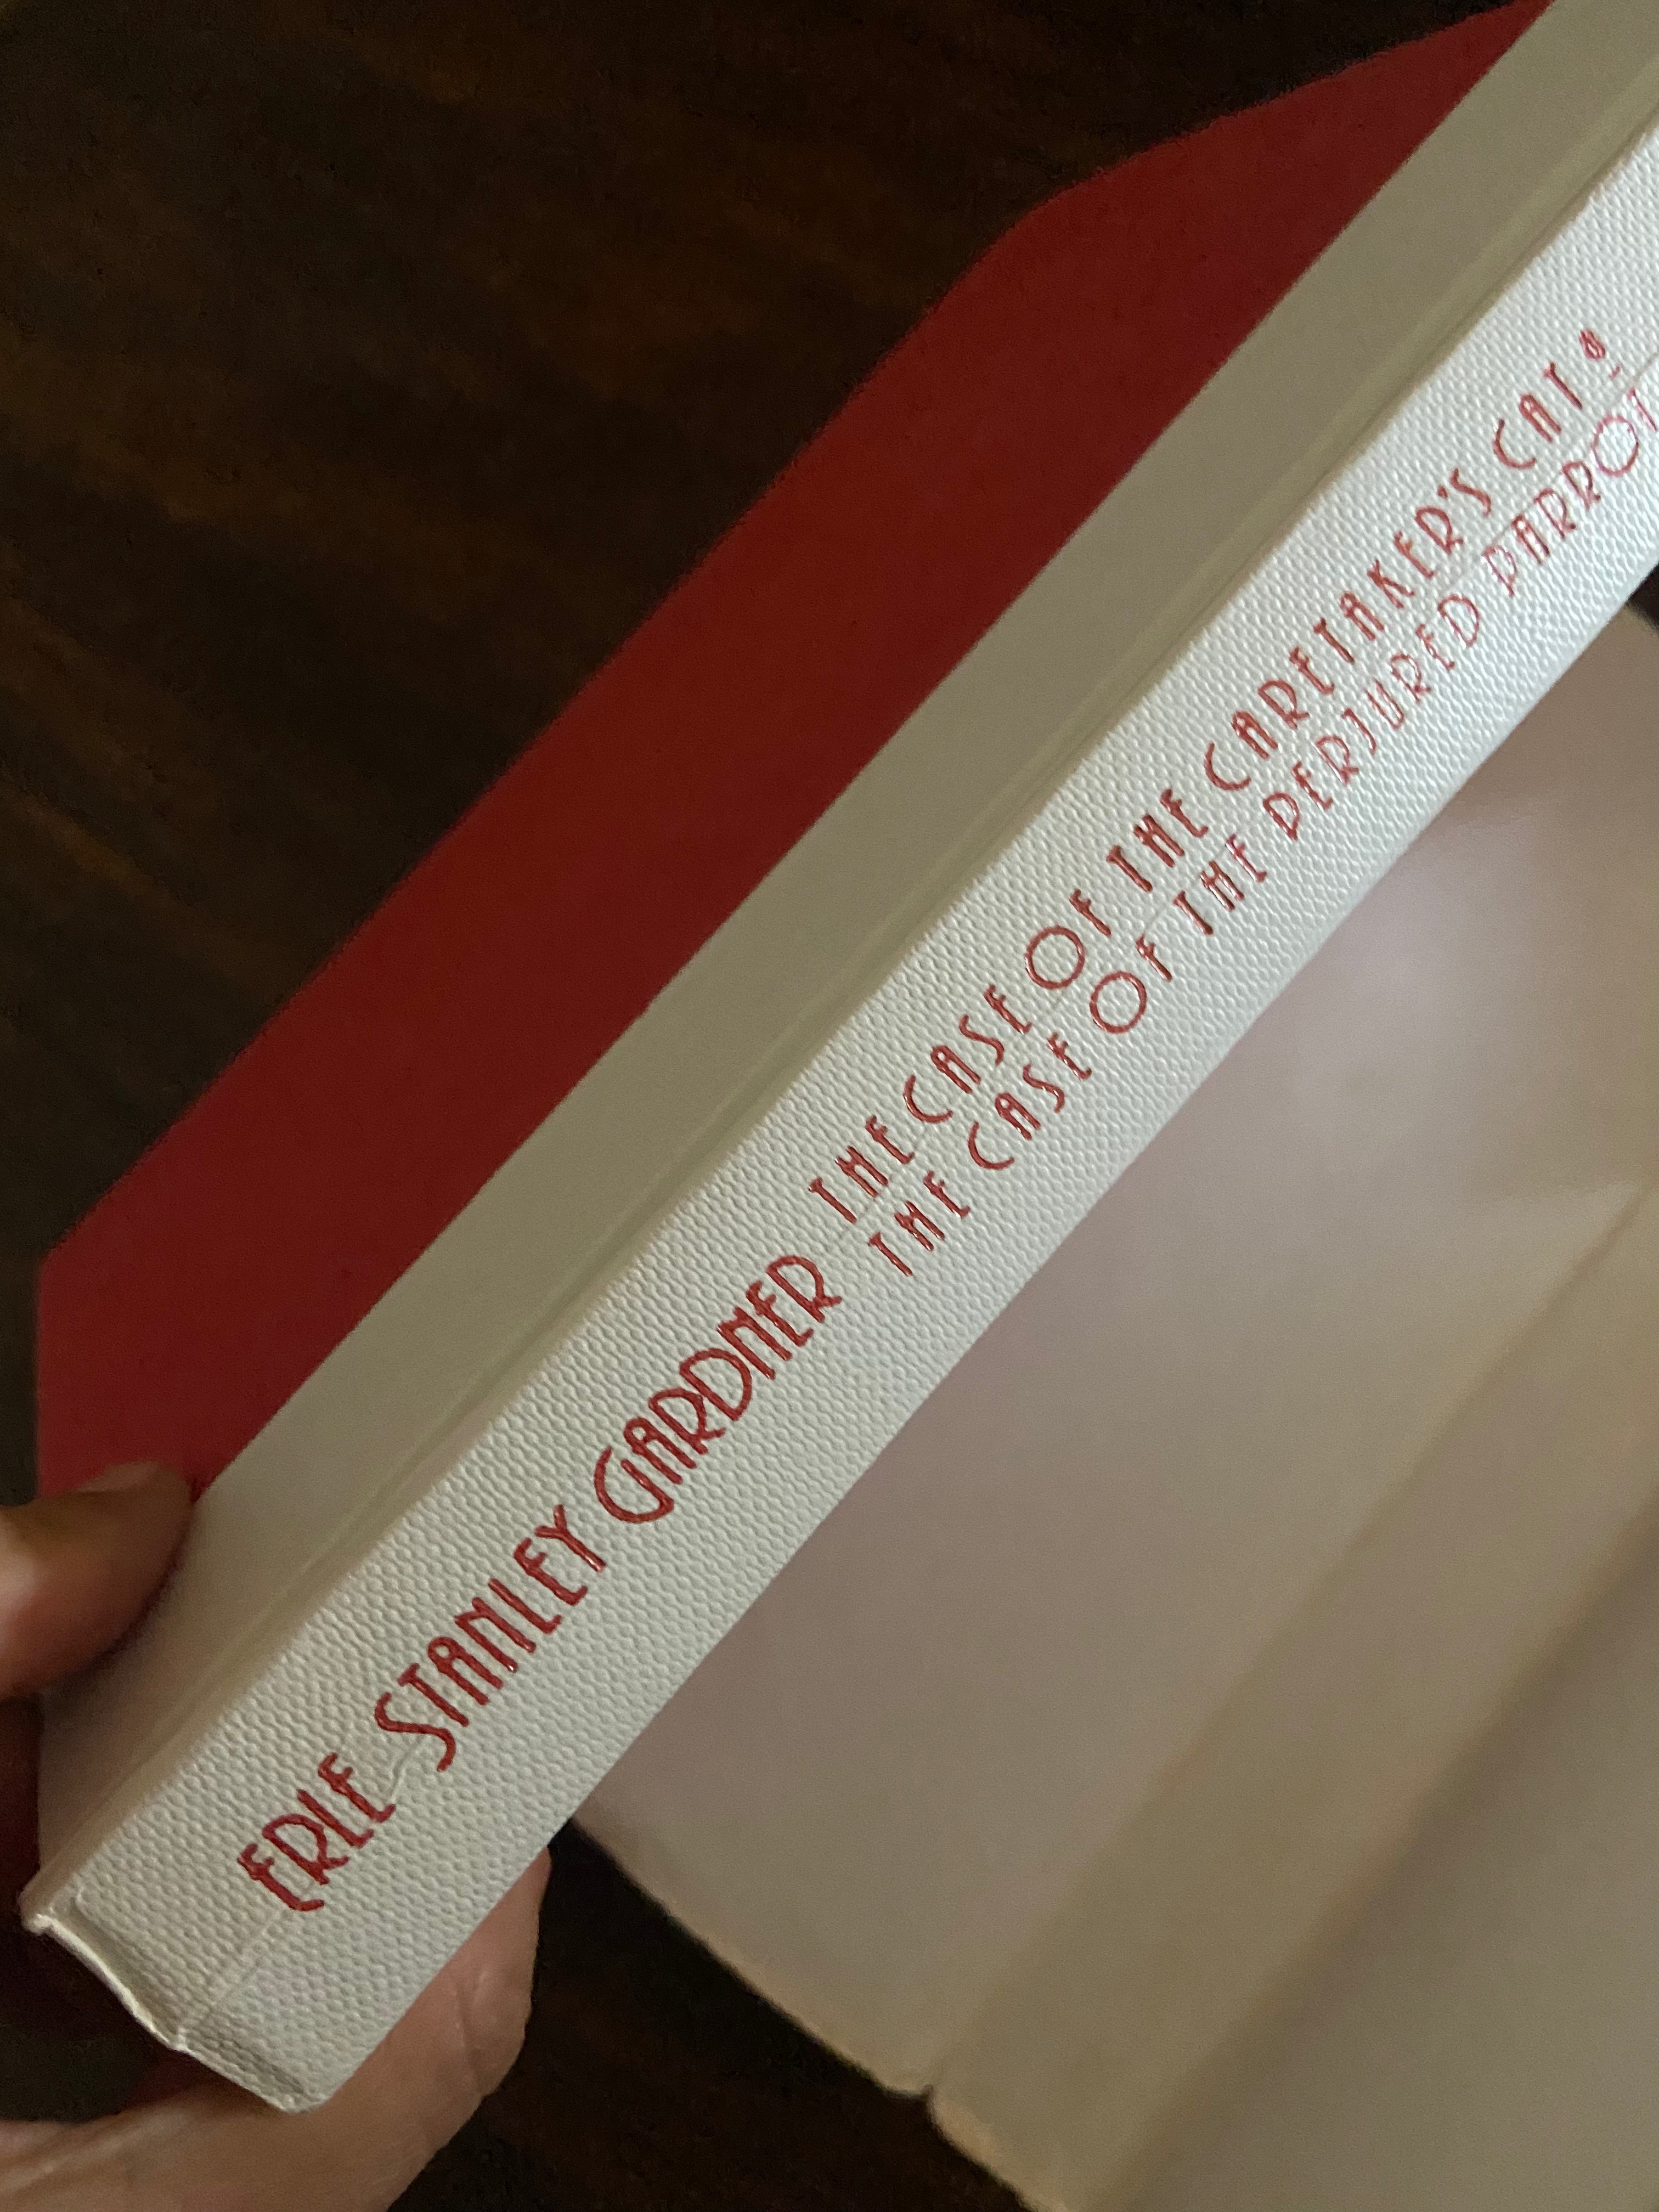 ERLE STANLEY GARDNER
THE CASE OF THE CARETAKER'S CAT &
THE CASE OF THE PERJURED PARROT